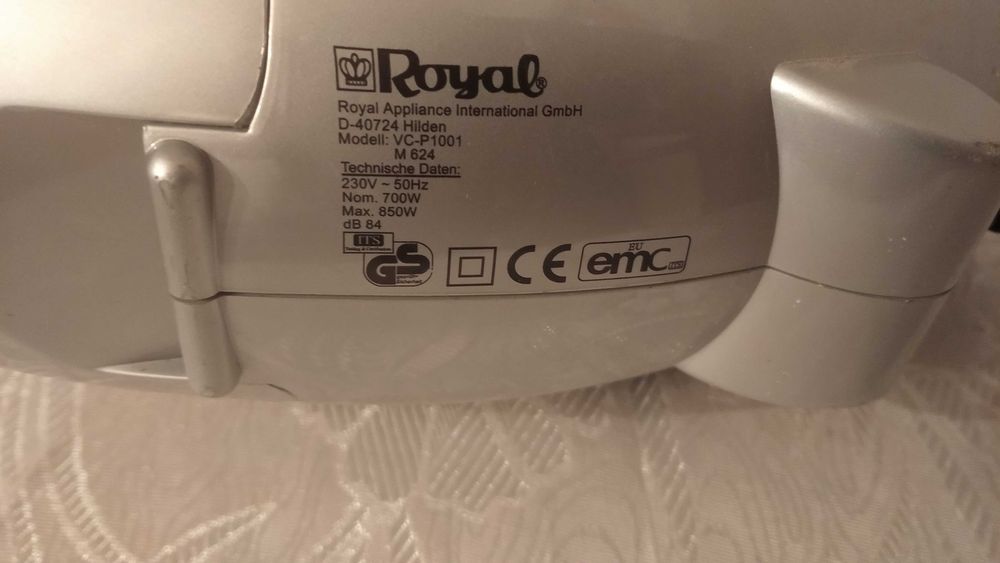 Royal®
Royal Appliance International GmbH
D-40724 Hilden
Modell: VC-P1001
M 624
Technische Daten:
230V ~ 50Hz
Nom. 700W
Max. 850W
dB 84
ITS
GS
CE
EU
emc